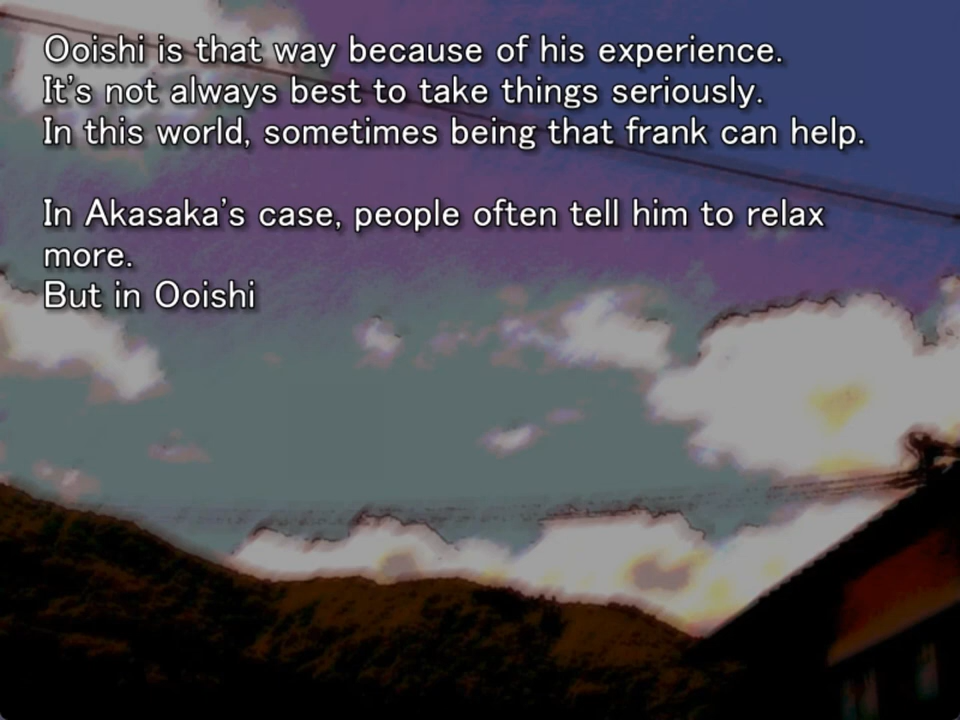 Ooishi is that way because of his experience.
It's not always best to take things seriously.
In this world, sometimes being that frank can help.
In Akasaka's case, people often tell him to relax
more.
But in Ooishi